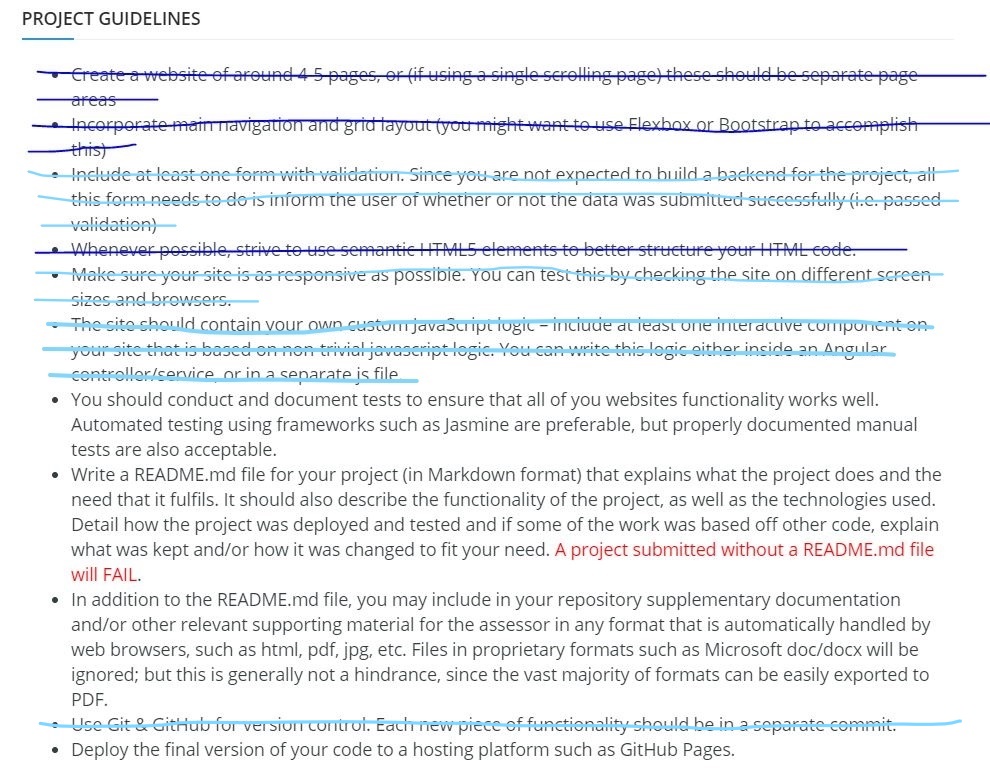 PROJECT GUIDELINES
• Create a website of around 4-5 pages, or (if using a single scrolling page) these should be separate page
areas
• Incorporate main navigation and grid layout (you might want to use Flexbox or Bootstrap to accomplish
this)
• Include at least one form with validation. Since you are not expected to build a backend for the project, all
this form needs to do is inform the user of whether or not the data was submitted successfully (i.e. passed
validation)
• Whenever possible, strive to use semantic HTML5 elements to better structure your HTML code.
• Make sure your site is as responsive as possible. You can test this by checking the site on different screen
sizes and browsers.
• The site should contain your own custom JavaScript logic – include at least one interactive component on
your site that is based on non-trivial javascript logic. You can write this logic either inside an Angular
controller/service, or in a separate js file.
• You should conduct and document tests to ensure that all of you websites functionality works well.
Automated testing using frameworks such as Jasmine are preferable, but properly documented manual
tests are also acceptable.
• Write a README.md file for your project (in Markdown format) that explains what the project does and the
need that it fulfils. It should also describe the functionality of the project, as well as the technologies used.
Detail how the project was deployed and tested and if some of the work was based off other code, explain
what was kept and/or how it was changed to fit your need. A project submitted without a README.md file
will FAIL.
• In addition to the README.md file, you may include in your repository supplementary documentation
and/or other relevant supporting material for the assessor in any format that is automatically handled by
web browsers, such as html, pdf, jpg, etc. Files in proprietary formats such as Microsoft doc/docx will be
ignored; but this is generally not a hindrance, since the vast majority of formats can be easily exported to
PDF.
• Use Git & GitHub for version control. Each new piece of functionality should be in a separate commit.
• Deploy the final version of your code to a hosting platform such as GitHub Pages.